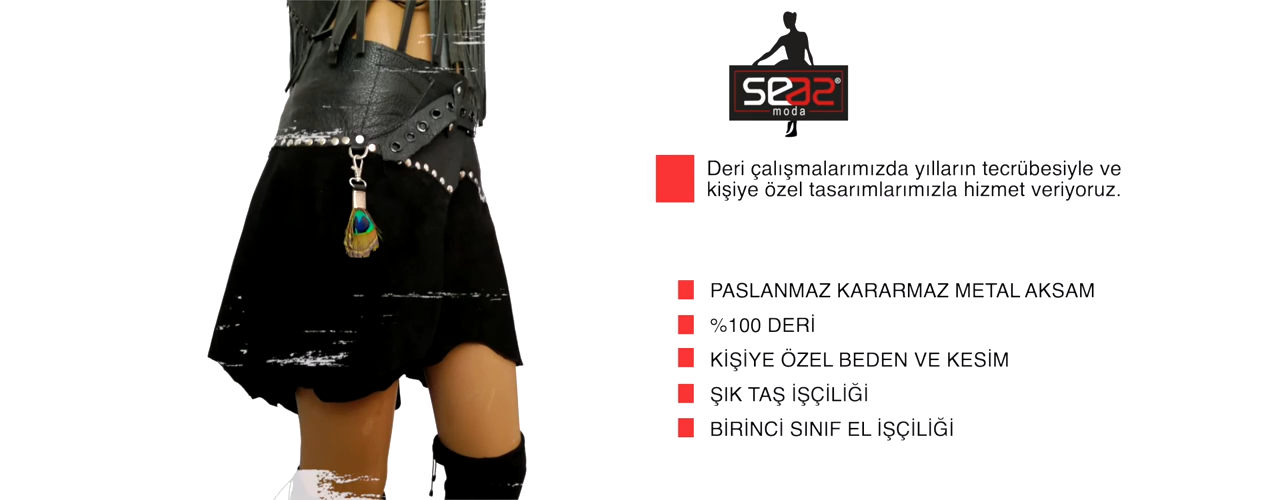 seas®
moda
Deri çalışmalarımızda yılların tecrübesiyle ve
kişiye özel tasarımlarımızla hizmet veriyoruz.
PASLANMAZ KARARMAZ METAL AKSAM
%100 DERİ
KİŞİYE ÖZEL BEDEN VE KESİM
ŞIK TAŞ İŞÇİLİĞİ
BİRİNCİ SINIF EL İŞÇİLİĞİ